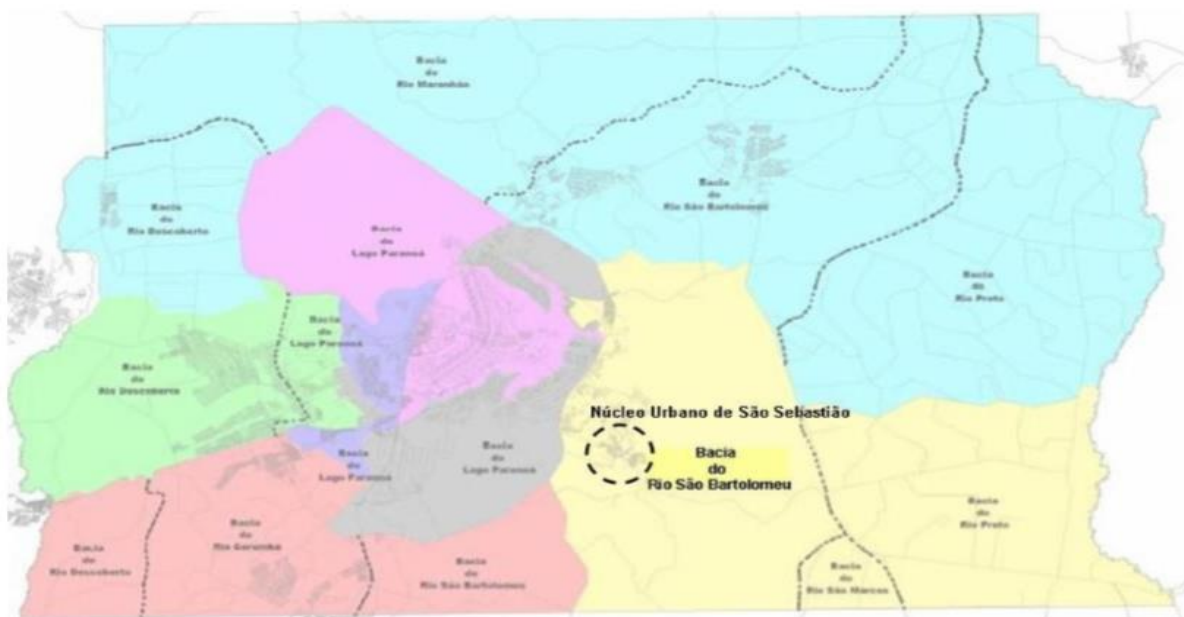 Bacia
do
Rio Maranhão
Bacia
do
Rio Descoberto
Bacia
do
Rio São Bartolomeu
Bacia
do
Lago Paranoá
Bacia
do
Rio Preto
Bacia
do
Lago Paranoá
Bacia
do
Rio Descoberto
Núcleo Urbano de São Sebastião
Bacia
do
Rio São Bartolomeu
Bacia
do
Lago Paranoá
Bacia
do
Lago Paranoá
Bacia
do
Rio Preto
Bacia
do
Rio Corumbá
Bacia
do
Rio Descoberto
Bacia
do
Rio São Bartolomeu
Bacia
do
Rio São Marcos